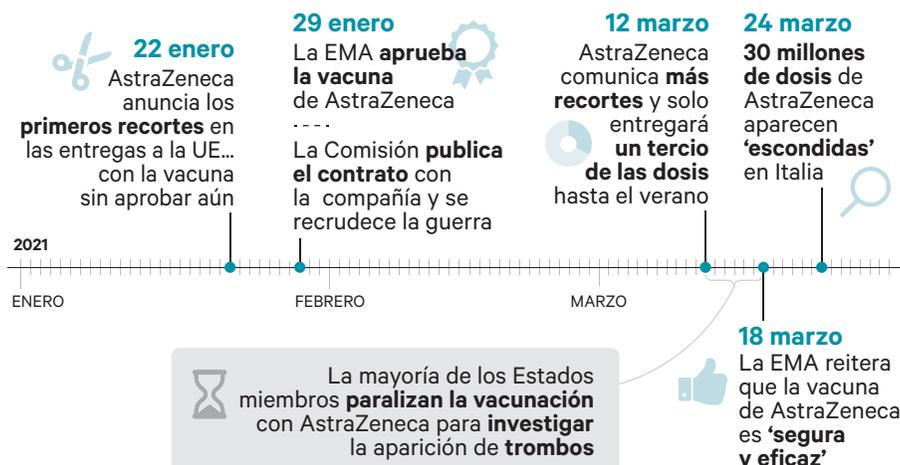 22 enero
AstraZeneca
anuncia los
primeros recortes en
las entregas a la UE...
con la vacuna
sin aprobar aún
29 enero
La EMA aprueba
la vacuna
de AstraZeneca
La Comisión publica
el contrato con
la compañía y se
recrudece la guerra
12 marzo
AstraZeneca
comunica más
recortes y solo
entregará
un tercio
de las dosis
hasta el verano
24 marzo
30 millones
de dosis de
AstraZeneca
aparecen
‘escondidas’
en Italia
2021
ENERO
FEBRERO
MARZO
La mayoría de los Estados
miembros paralizan la vacunación
con AstraZeneca para investigar
la aparición de trombos
18 marzo
La EMA reitera
que la vacuna
de AstraZeneca
es ‘segura
y eficaz’